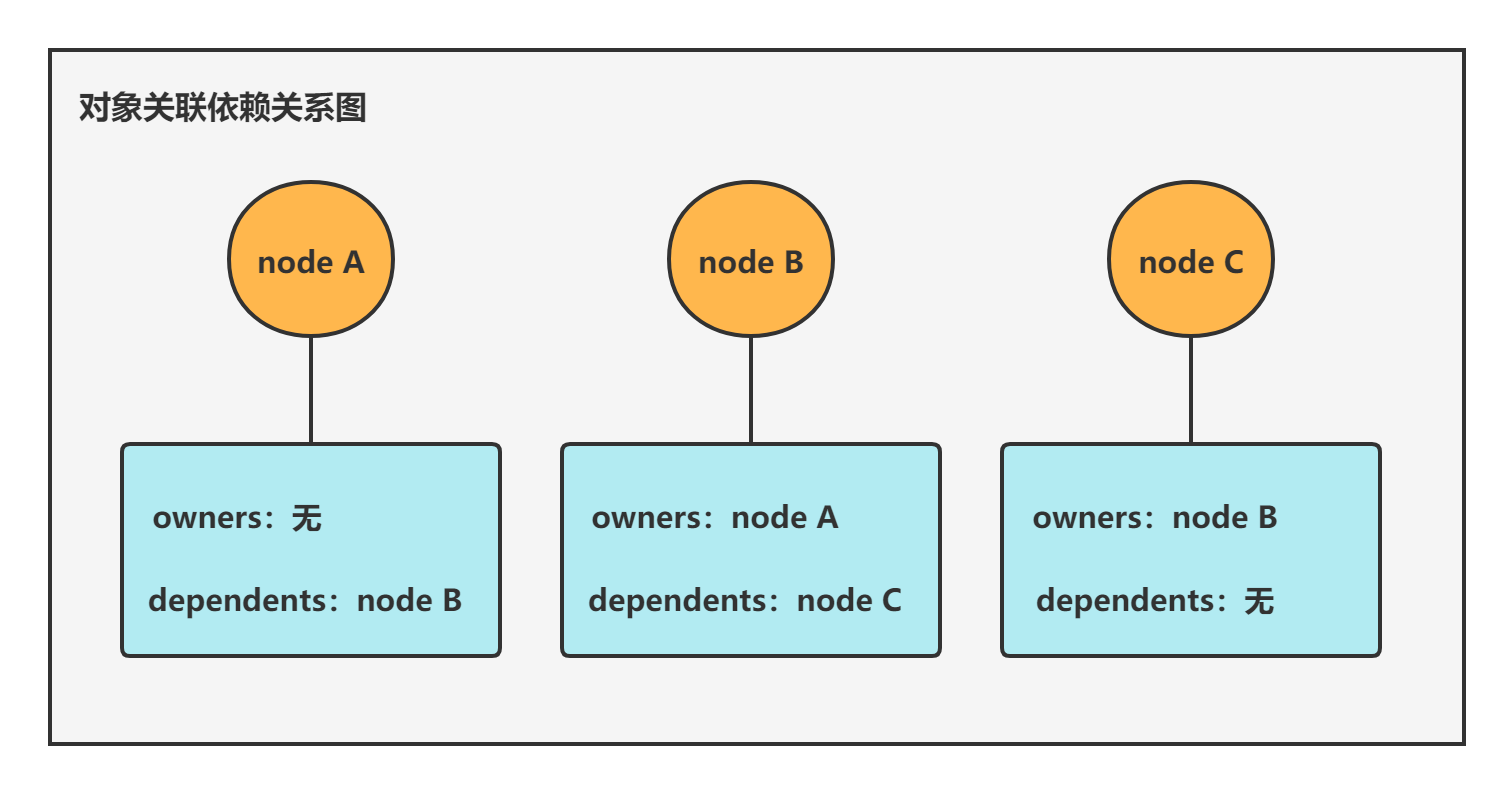 对象关联依赖关系图
node A
node B
node C
owners：无
owners：node A
owners：node B
dependents：node B
dependents：node C
dependents：无